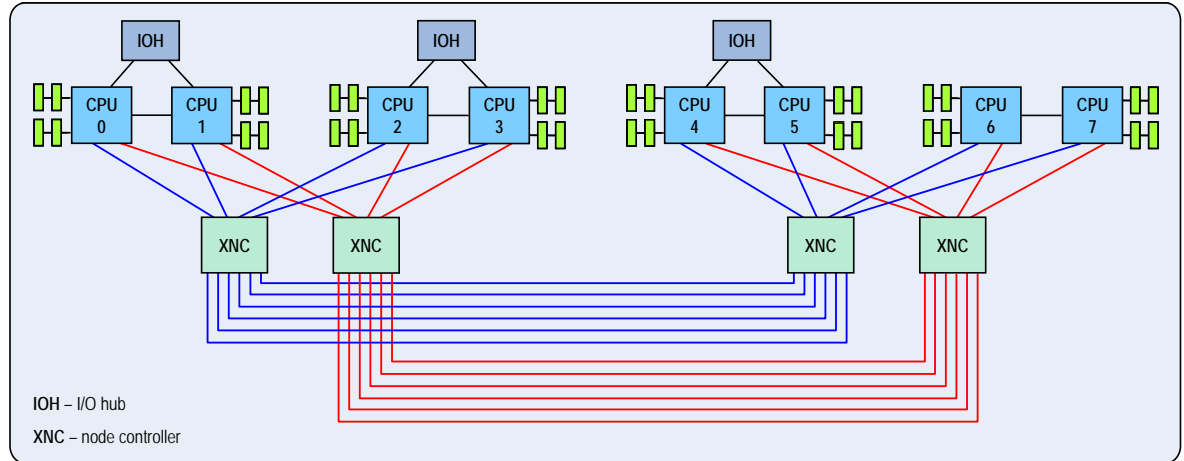 IOH
IOH
IOH
CPU
0
CPU
1
CPU
2
CPU
3
CPU
4
CPU
5
CPU
6
CPU
7
XNC
XNC
XNC
XNC
IOH – I/O hub
XNC – node controller